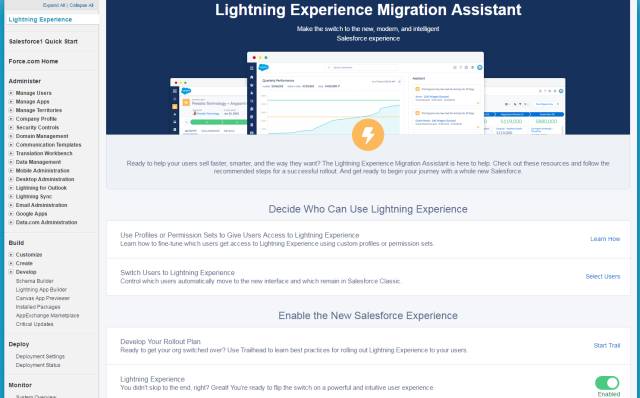 Expand All | Collapse All
Lightning Experience
Salesforce1 Quick Start
Force.com Home
Administer
Manage Users
Manage Apps
Manage Territories
Company Profile
Security Controls
Domain Management
Communication Templates
Translation Workbench
Data Management
Mobile Administration
Desktop Administration
Lightning for Outlook
Lightning Sync
Email Administration
Google Apps
Data.com Administration
Build
Customize
Create
Develop
Schema Builder
Lightning App Builder
Canvas App Previewer
Installed Packages
AppExchange Marketplace
Critical Updates
Deploy
Deployment Settings
Deployment Status
Monitor
System Overview
Lightning Experience Migration Assistant
Make the switch to the new, modern, and intelligent
Salesforce experience
Quarterly Performance
Assistant
Ready to help your users sell faster, smarter, and the way they want? The Lightning Experience Migration Assistant is here to help. Check out these resources and follow the
recommended steps for a successful rollout. And get ready to begin your journey with a whole new Salesforce.
Decide Who Can Use Lightning Experience
Use Profiles or Permission Sets to Give Users Access to Lightning Experience
Learn how to fine-tune which users get access to Lightning Experience using custom profiles or permission sets.
Learn How
Switch Users to Lightning Experience
Control which users automatically move to the new interface and which remain in Salesforce Classic.
Select Users
Enable the New Salesforce Experience
Develop Your Rollout Plan
Ready to get your org switched over? Use Trailhead to learn best practices for rolling out Lightning Experience to your users.
Start Trail
Lightning Experience
You didn't slop to the end, right? Great! You're ready to flip the switch on a powerful and intuitive user experience
Enabled